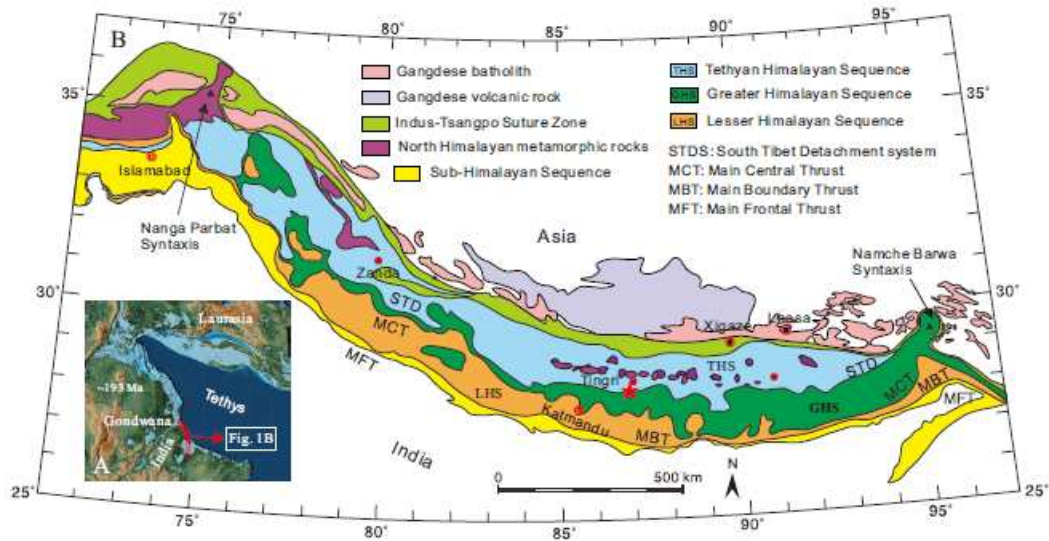 75°
80°
85°
90°
95°
B
35°
30°
25°
Gangdese batholith
Gangdese volcanic rock
Indus-Tsangpo Suture Zone
North Himalayan metamorphic rocks
Sub-Himalayan Sequence
THS Tethyan Himalayan Sequence
GHS Greater Himalayan Sequence
LHS Lesser Himalayan Sequence
STDS: South Tibet Detachment system
MCT: Main Central Thrust
MBT: Main Boundary Thrust
MFT: Main Frontal Thrust
Islamabad
Nanga Parbat
Syntaxis
Asia
Namche Barwa
Syntaxis
35°
30°
25°
Zanda
STD
MCT
MFT
LHS
Xigaze
Lhasa
THS
Tingri
Katmandu
MBT
GHS
STD
MCT
MBT
MFT
India
Laurasia
~193 Ma
Tethys
Gondwana
India
Fig. 1B
A
0
500 km
N
75°
80°
85°
90°
95°